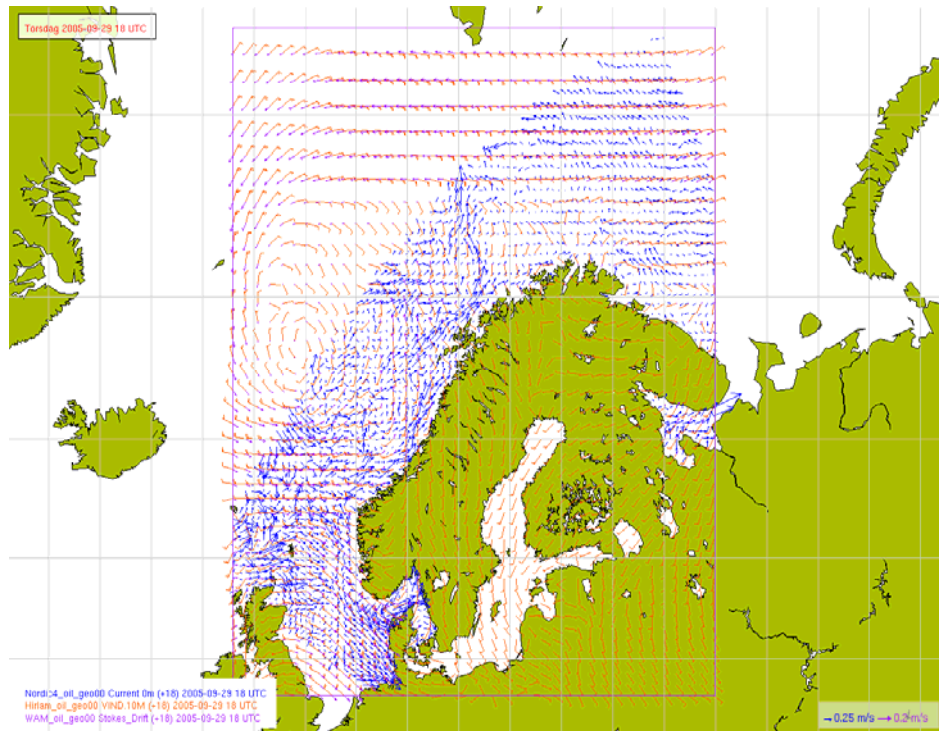 Torsdag 2005-09-29 18 UTC
Nordic4_oil_geo00 Current 0m (+18) 2005-09-29 18 UTC
Hirlam_oil_geo00 VIND.10M (+18) 2005-09-29 18 UTC
WAM_oil_geo00 Stokes_Drift (+18) 2005-09-29 18 UTC
0.25 m/s 0.2 m/s